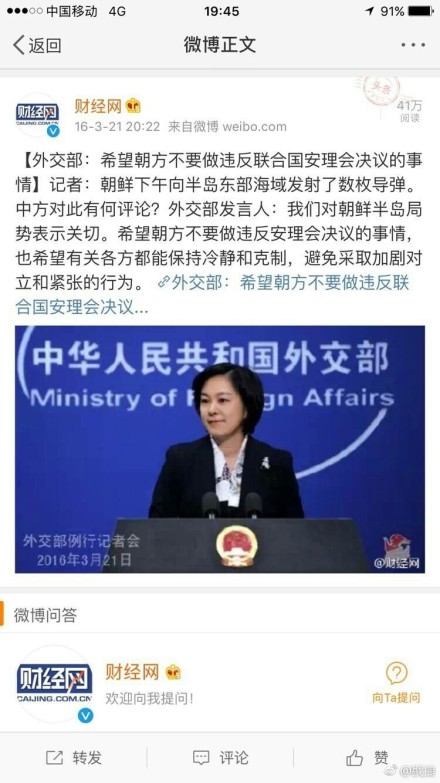 中国移动 4G 19:45 91%
返回 微博正文
头条
财经网 41万
CAIJING.COM.CN 16-3-21 20:22 来自微博 weibo.com 阅读
【外交部：希望朝方不要做违反联合国安理会决议的事
情】记者：朝鲜下午向半岛东部海域发射了数枚导弹。
中方对此有何评论？外交部发言人：我们对朝鲜半岛局
势表示关切。希望朝方不要做违反安理会决议的事情，
也希望有关各方都能保持冷静和克制，避免采取加剧对
立和紧张的行为。 外交部：希望朝方不要做违反联
合国安理会决议...
中华人民共和国外交部
Ministry of F ign Affairs
外交部例行记者会
2016年3月21日 @财经网
微博问答
财经网 财经网
CAIJING.COM.CN 欢迎向我提问！ 向Ta提问
转发 评论 赞